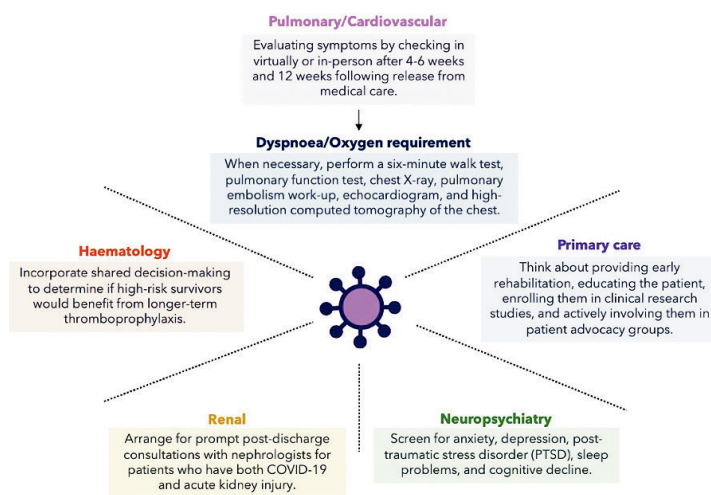 Pulmonary/Cardiovascular
Evaluating symptoms by checking in
virtually or in-person after 4-6 weeks
and 12 weeks following release from
medical care.
Dyspnoea/Oxygen requirement
When necessary, perform a six-minute walk test,
pulmonary function test, chest X-ray, pulmonary
embolism work-up, echocardiogram, and high-
resolution computed tomography of the chest.
Haematology
Incorporate shared decision-making
to determine if high-risk survivors
would benefit from longer-term
thromboprophylaxis.
Primary care
Think about providing early
rehabilitation, educating the patient,
enrolling them in clinical research
studies, and actively involving them in
patient advocacy groups.
Renal
Arrange for prompt post-discharge
consultations with nephrologists for
patients who have both COVID-19
and acute kidney injury.
Neuropsychiatry
Screen for anxiety, depression, post-
traumatic stress disorder (PTSD), sleep
problems, and cognitive decline.